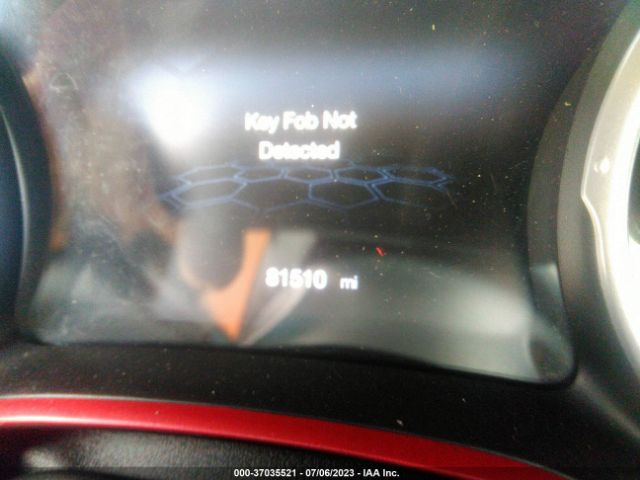 Key Fob Not
Detected
81510 mi
000-37035521 - 07/06/2023 - IAA Inc.